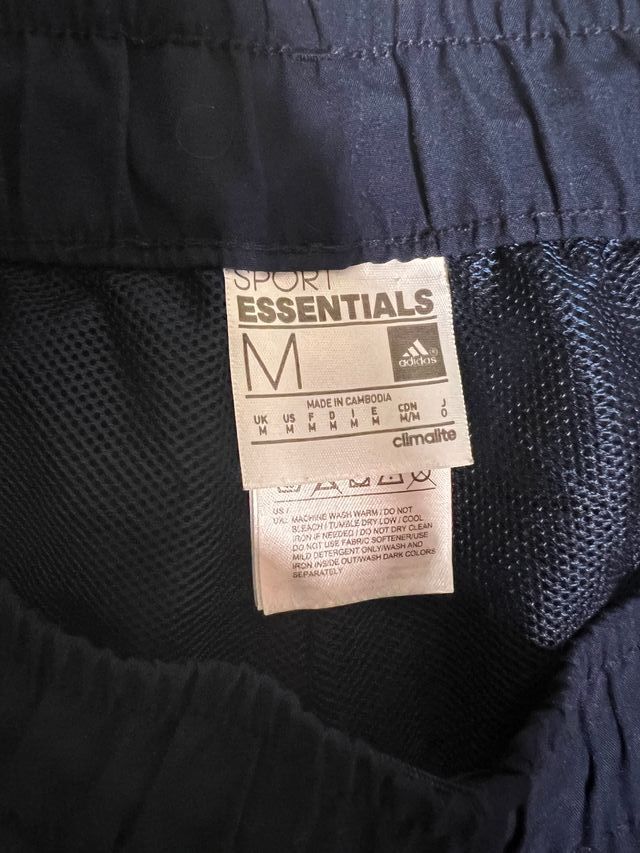 SPORT
ESSENTIALS
M
adidas
MADE IN CAMBODIA
UK US F D I E CDN J
M M M M M M M/M O
climalite
US /
UK: MACHINE WASH WARM / DO NOT
BLEACH / TUMBLE DRY LOW / COOL
IRON IF NEEDED / DO NOT DRY CLEAN
DO NOT USE FABRIC SOFTENER/USE
MILD DETERGENT ONLY/WASH AND
IRON INSIDE OUT/WASH DARK COLORS
SEPARATELY